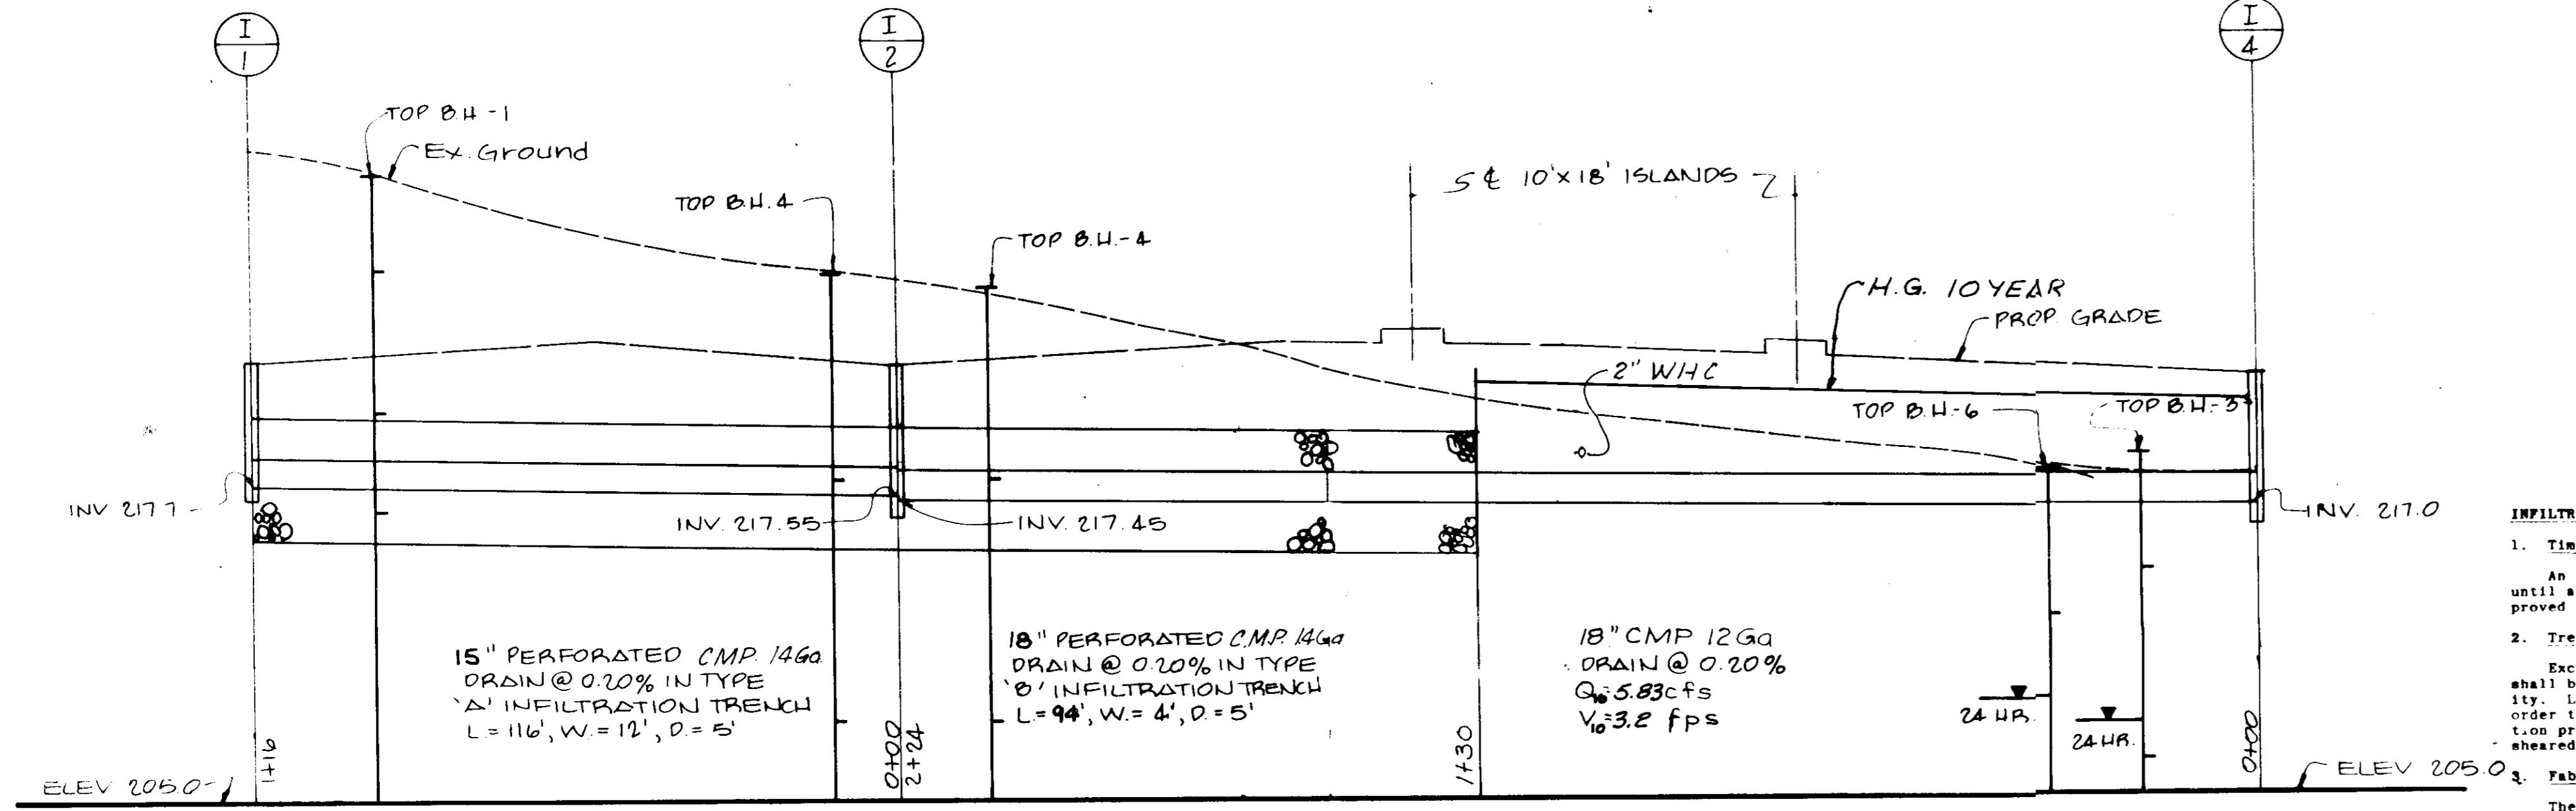 I
1
I
2
I
4
TOP B.H-1
Ex. Ground
TOP B.H. 4
TOP B.H.-4
5 ℄ 10'x18' ISLANDS
H.G. 10 YEAR
PROP. GRADE
2" WHC
TOP B.H-6
TOP B.H.-3
INV 217 7
INV. 217.55
INV. 217.45
INV. 217.0
15" PERFORATED CMP. 14Ga.
DRAIN @ 0.20% IN TYPE
'A' INFILTRATION TRENCH
L = 116', W. = 12', D. = 5'
18" PERFORATED C.M.P. 14Ga
DRAIN @ 0.20% IN TYPE
'B' INFILTRATION TRENCH
L. = 94', W. = 4', D. = 5'
18" CMP 12Ga
DRAIN @ 0.20%
Q10=5.83cfs
V10=3.2 fps
24 HR.
24 HR.
1+16
0+00
2+24
1+30
0+00
ELEV 205.0
ELEV 205.0
INFILTR
1. Tim
An
until a
proved
2. Tre
Exc
shall b
ity. L
order t
tion pr
sheared
3. Fab
The